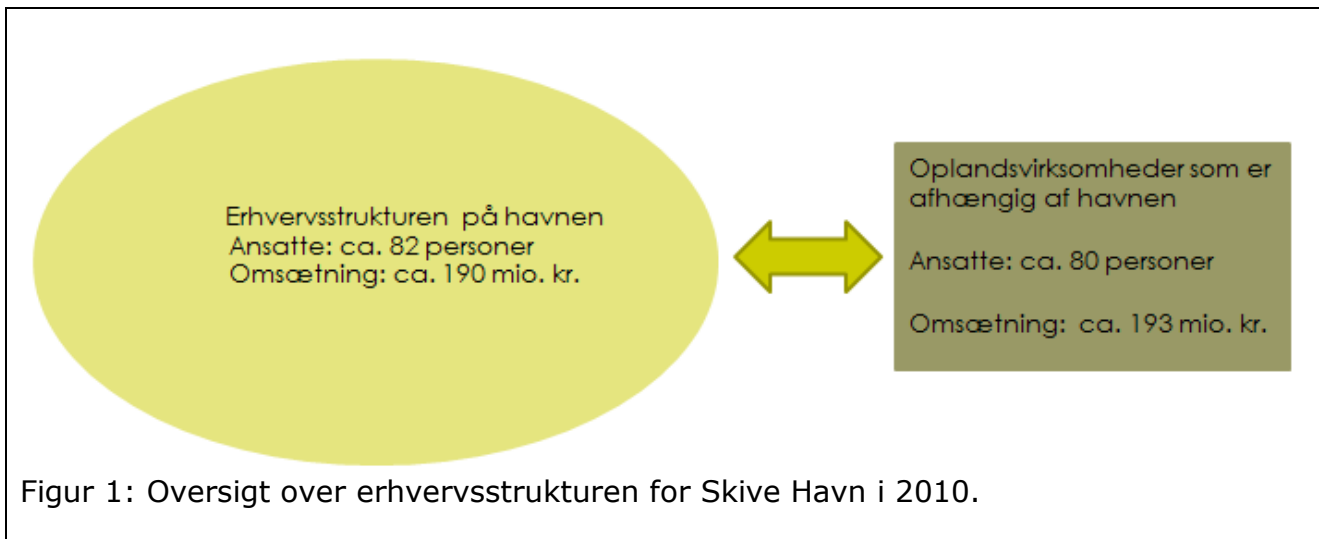 Erhvervsstrukturen på havnen
Ansatte: ca. 82 personer
Omsætning: ca. 190 mio. kr.
Oplandsvirksomheder som er
afhængig af havnen
Ansatte: ca. 80 personer
Omsætning: ca. 193 mio. kr.
Figur 1: Oversigt over erhvervsstrukturen for Skive Havn i 2010.